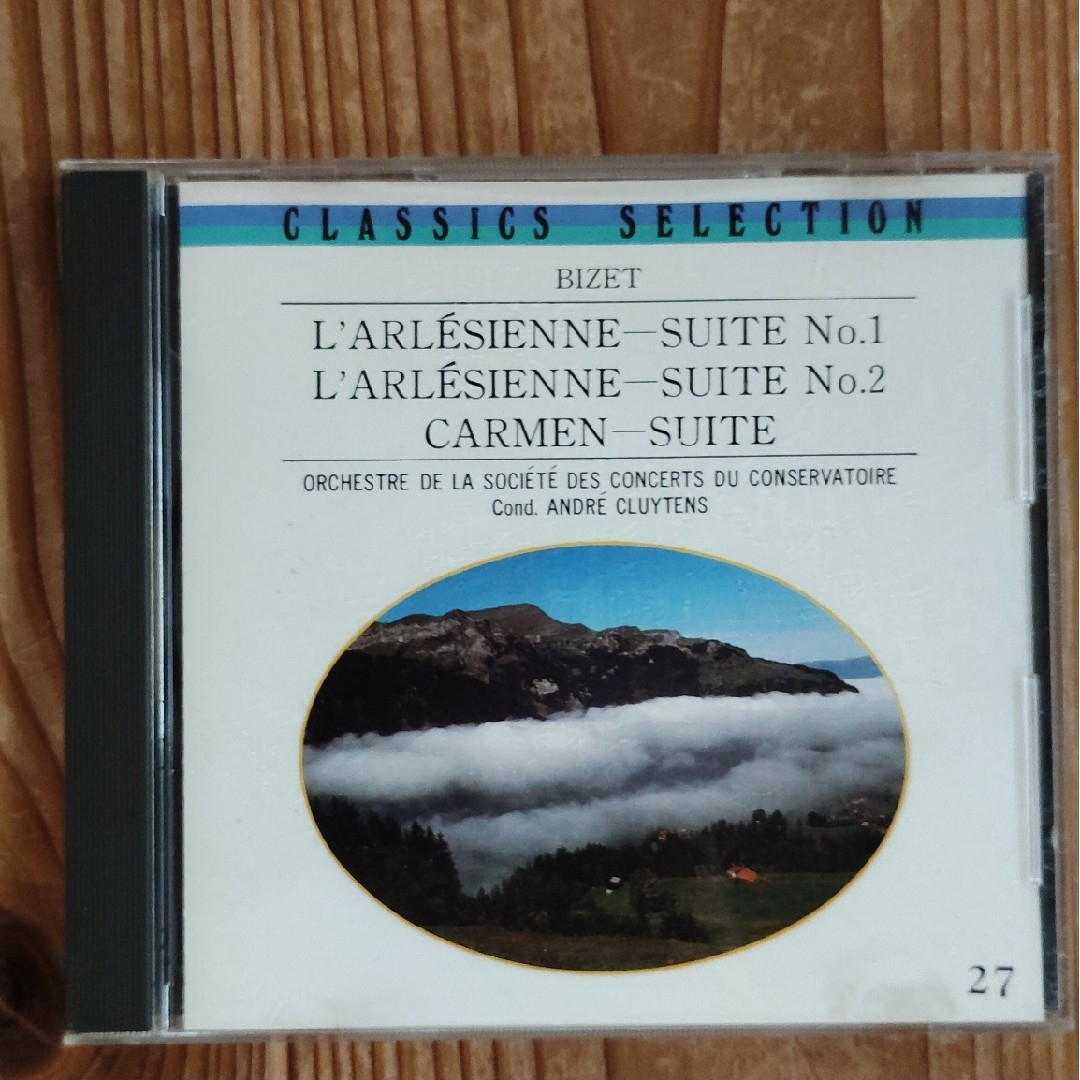 CLASSICS SELECTION
BIZET
L'ARLÉSIENNE—SUITE No.1
L'ARLÉSIENNE—SUITE No.2
CARMEN—SUITE
ORCHESTRE DE LA SOCIÉTÉ DES CONCERTS DU CONSERVATOIRE
Cond. ANDRÉ CLUYTENS
27